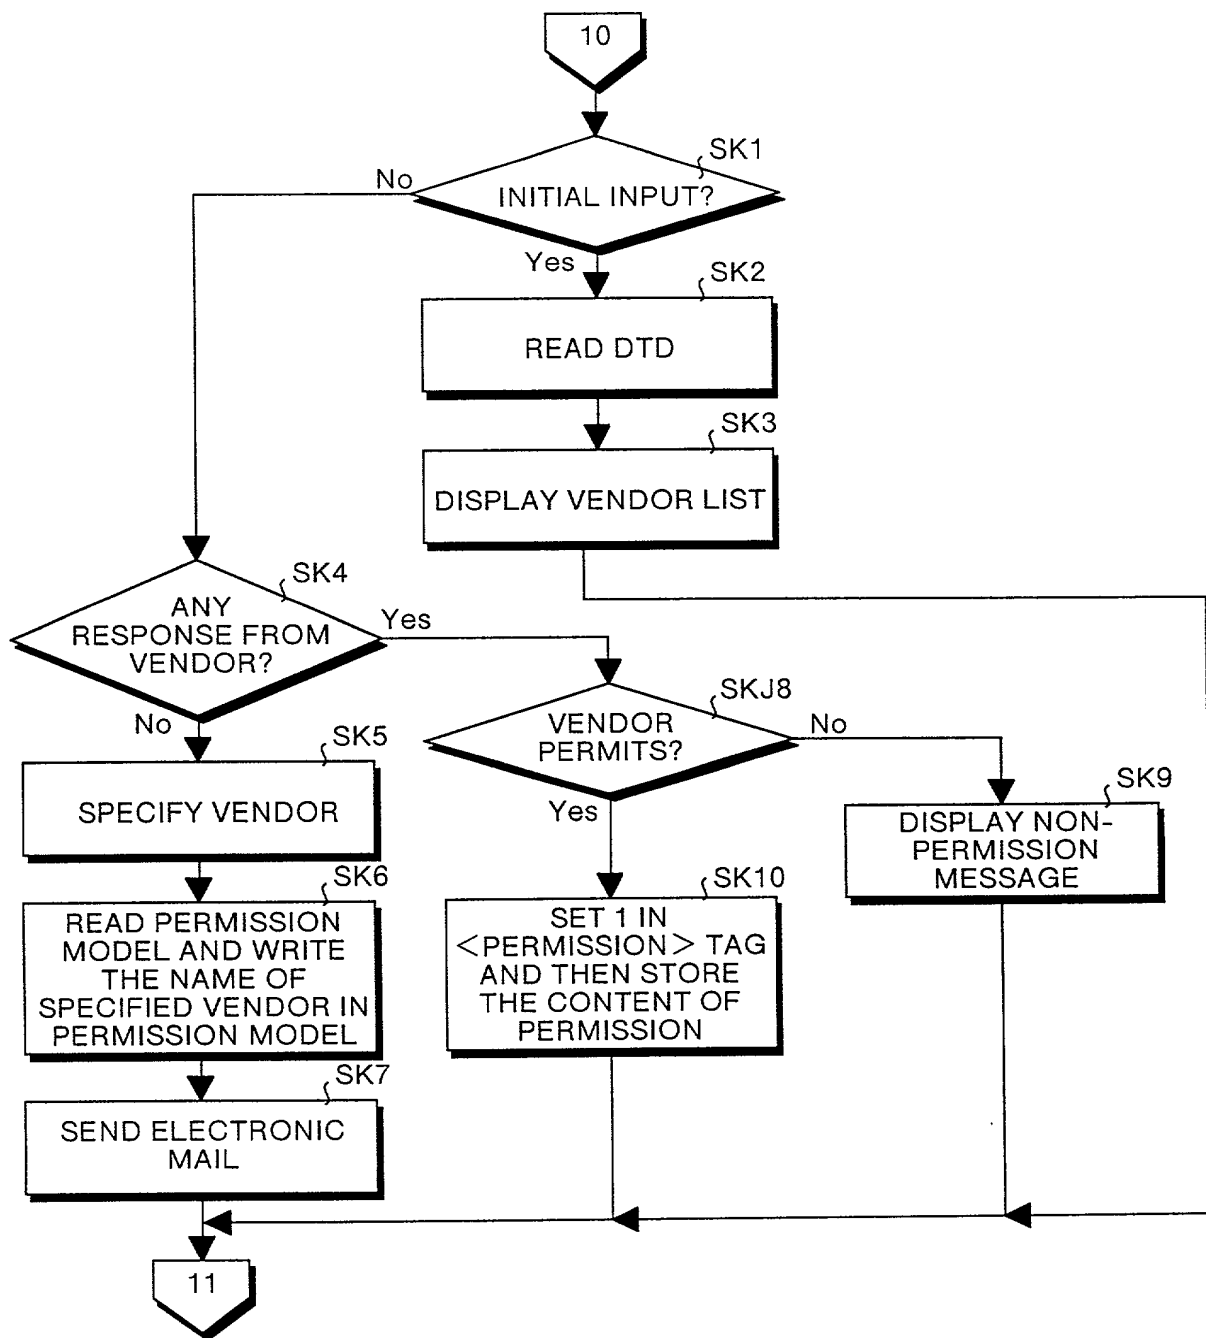 10
SK1
No
INITIAL INPUT?
Yes
SK2
READ DTD
SK3
DISPLAY VENDOR LIST
SK4
ANY
RESPONSE FROM
VENDOR?
Yes
No
SKJ8
VENDOR
PERMITS?
No
Yes
SK5
SPECIFY VENDOR
SK9
DISPLAY NON-
PERMISSION
MESSAGE
SK6
READ PERMISSION
MODEL AND WRITE
THE NAME OF
SPECIFIED VENDOR IN
PERMISSION MODEL
SK10
SET 1 IN
<PERMISSION> TAG
AND THEN STORE
THE CONTENT OF
PERMISSION
SK7
SEND ELECTRONIC
MAIL
11